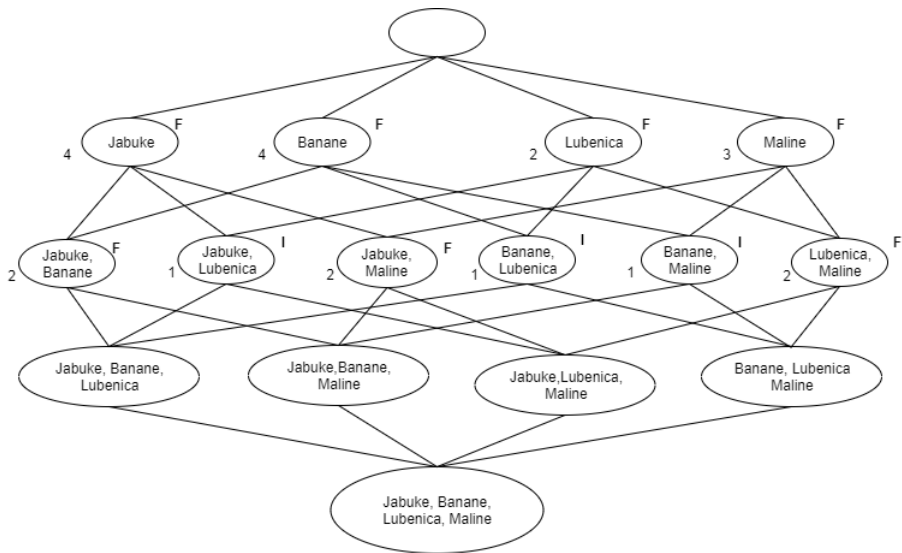 Jabuke
F
4
Banane
F
4
Lubenica
F
2
Maline
F
3
Jabuke,
Banane
F
2
Jabuke,
Lubenica
I
1
Jabuke,
Maline
F
2
Banane,
Lubenica
I
1
Banane,
Maline
I
1
Lubenica,
Maline
F
2
Jabuke, Banane,
Lubenica
Jabuke,Banane,
Maline
Jabuke,Lubenica,
Maline
Banane, Lubenica
Maline
Jabuke, Banane,
Lubenica, Maline